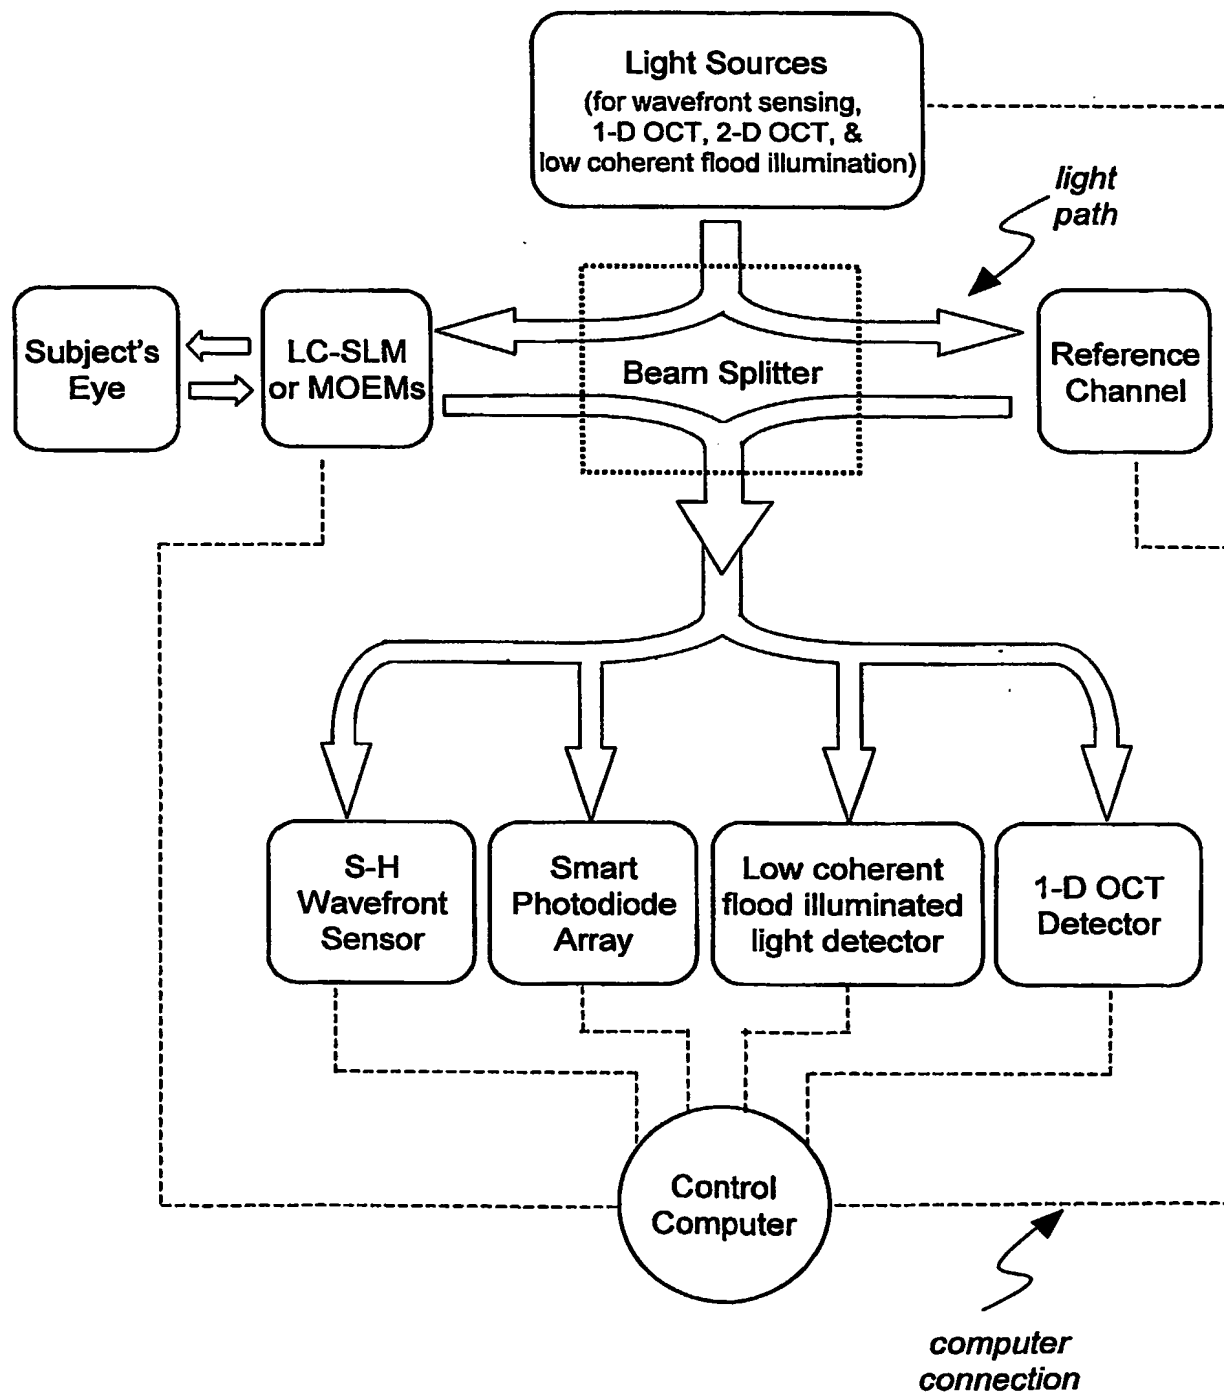 Light Sources
(for wavefront sensing,
1-D OCT, 2-D OCT, &
low coherent flood illumination)
light
path
Subject's
Eye
LC-SLM
or MOEMs
Beam Splitter
Reference
Channel
S-H
Wavefront
Sensor
Smart
Photodiode
Array
Low coherent
flood illuminated
light detector
1-D OCT
Detector
Control
Computer
computer
connection